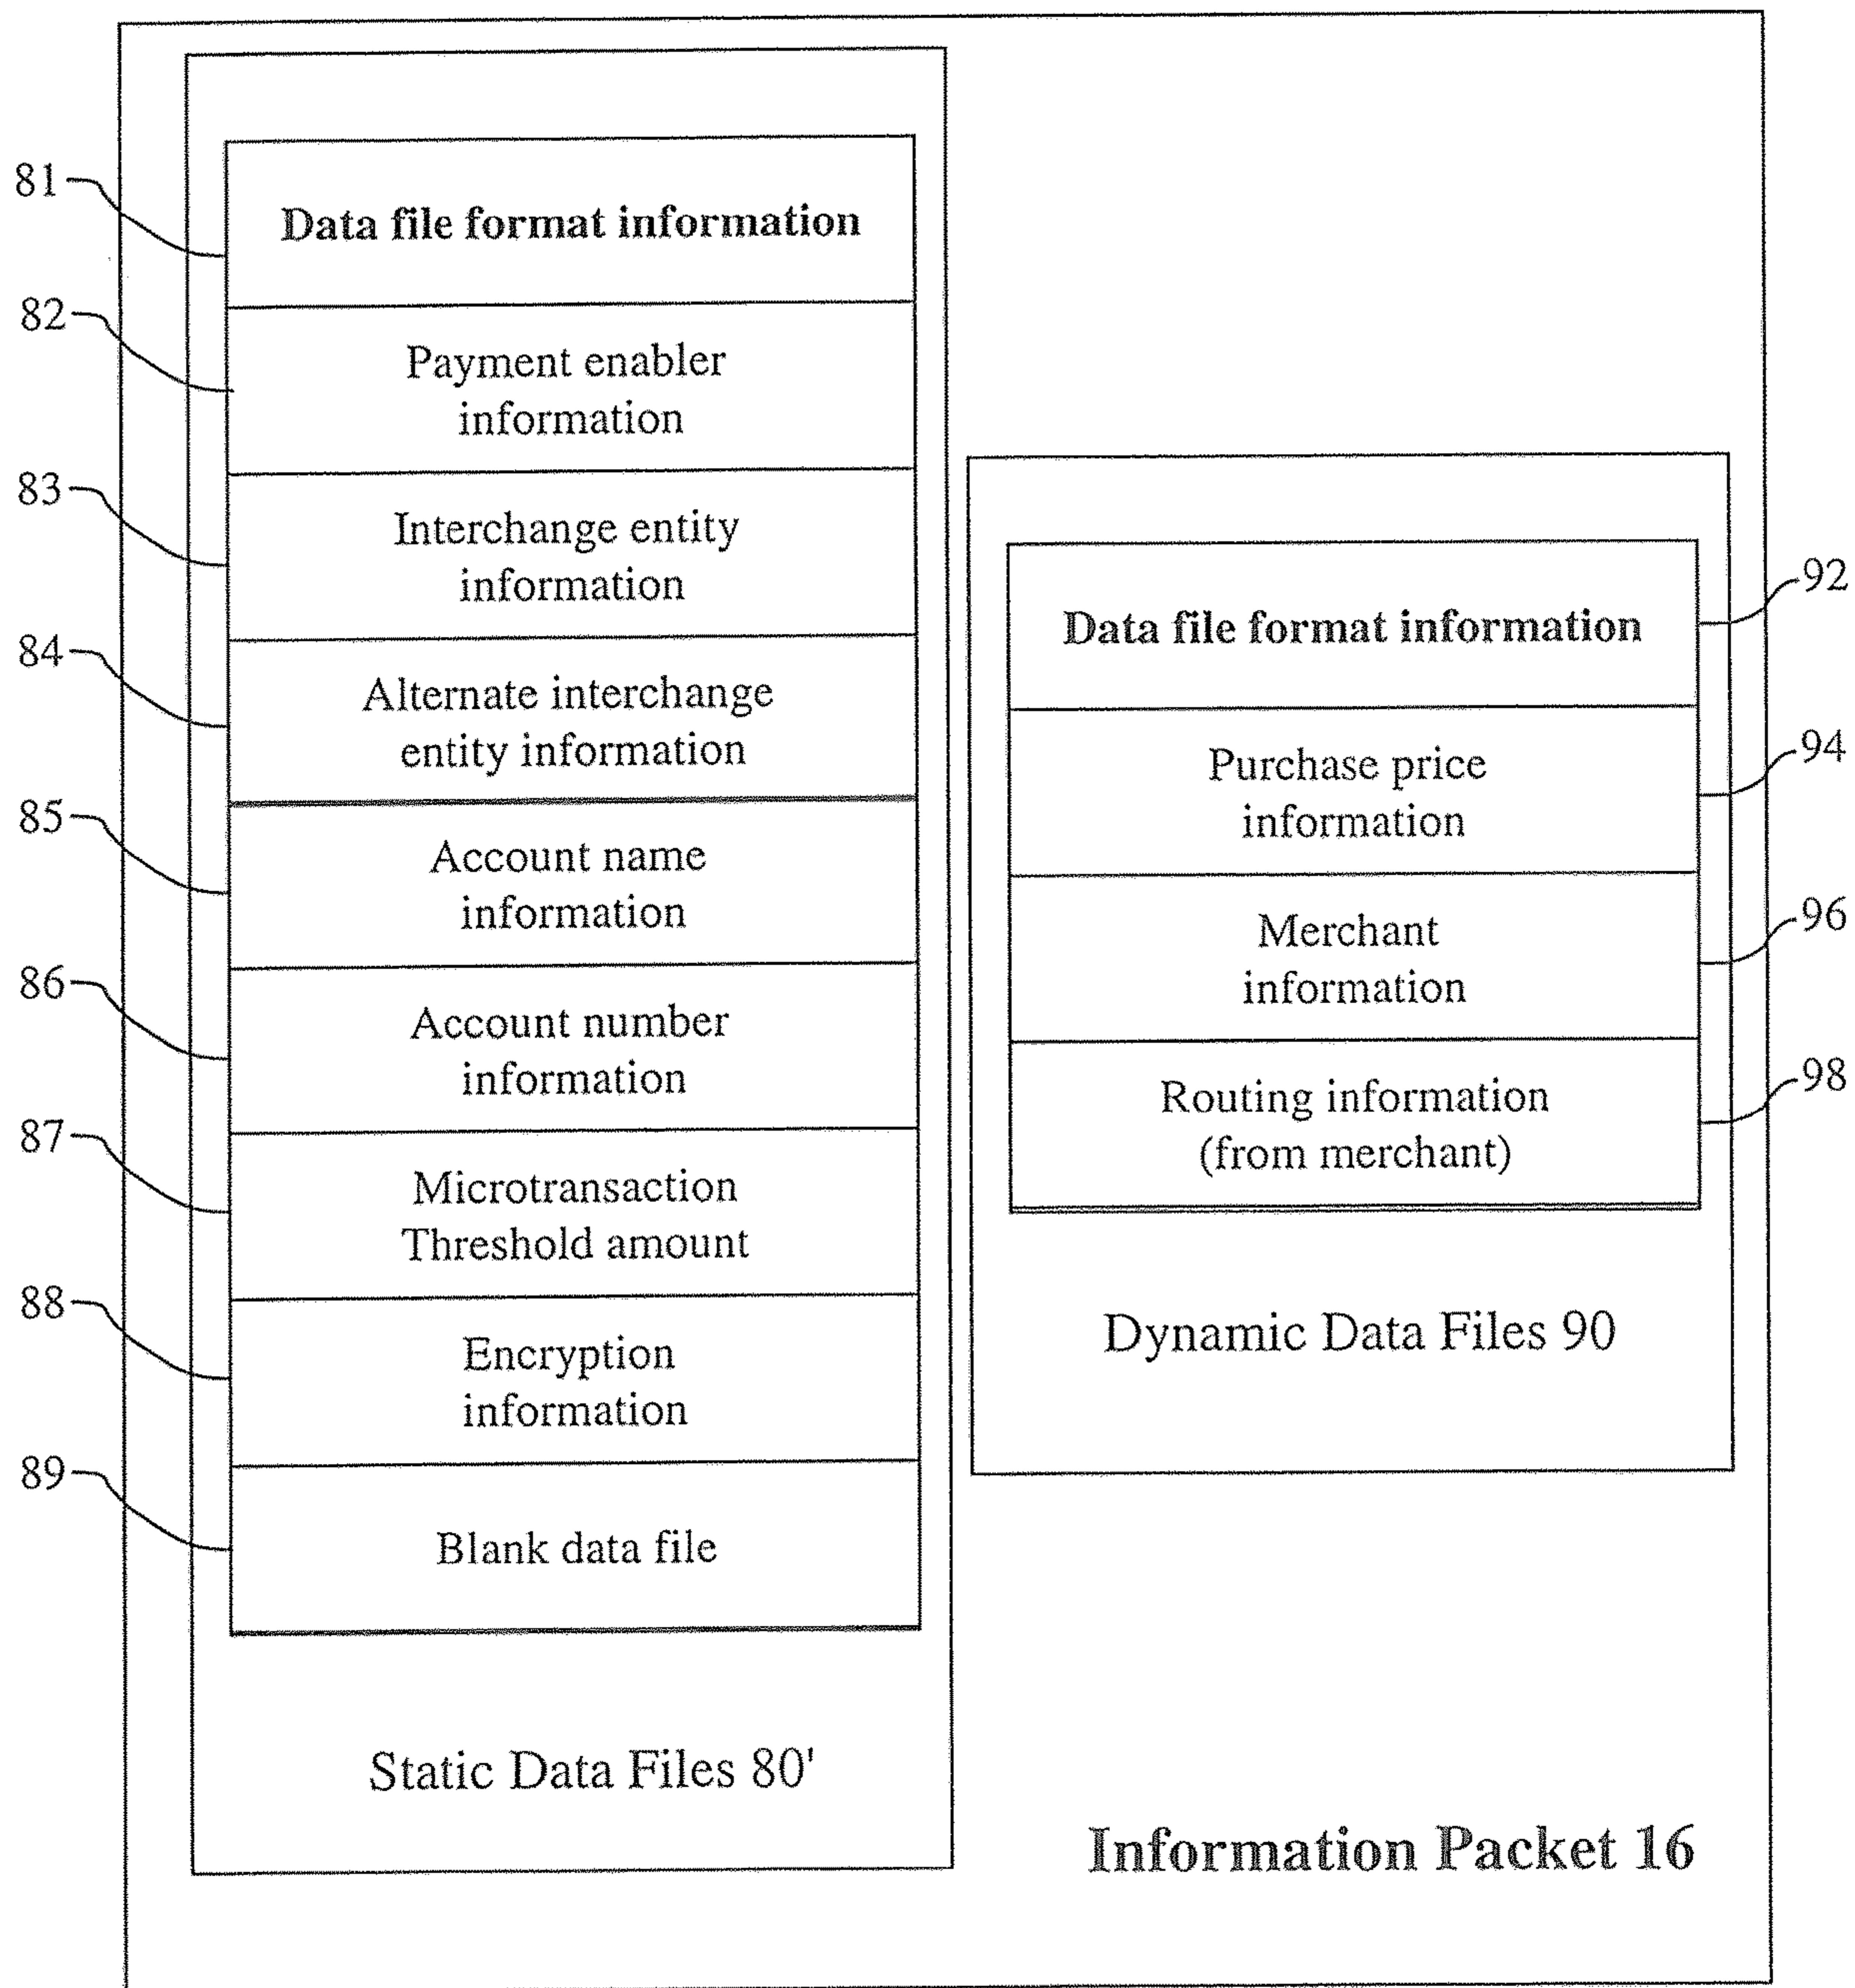 81
Data file format information
82
Payment enabler
information
83
Interchange entity
information
84
Alternate interchange
entity information
85
Account name
information
86
Account number
information
87
Microtransaction
Threshold amount
88
Encryption
information
89
Blank data file
Static Data Files 80'
92
Data file format information
94
Purchase price
information
96
Merchant
information
98
Routing information
(from merchant)
Dynamic Data Files 90
Information Packet 16